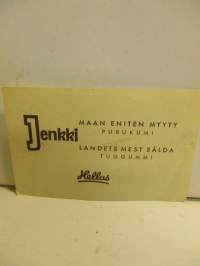 Jenkki
MAAN ENITEN MYYTY
PURUKUMI
LANDETS MEST SÅLDA
TUGGUMMI
Hellas